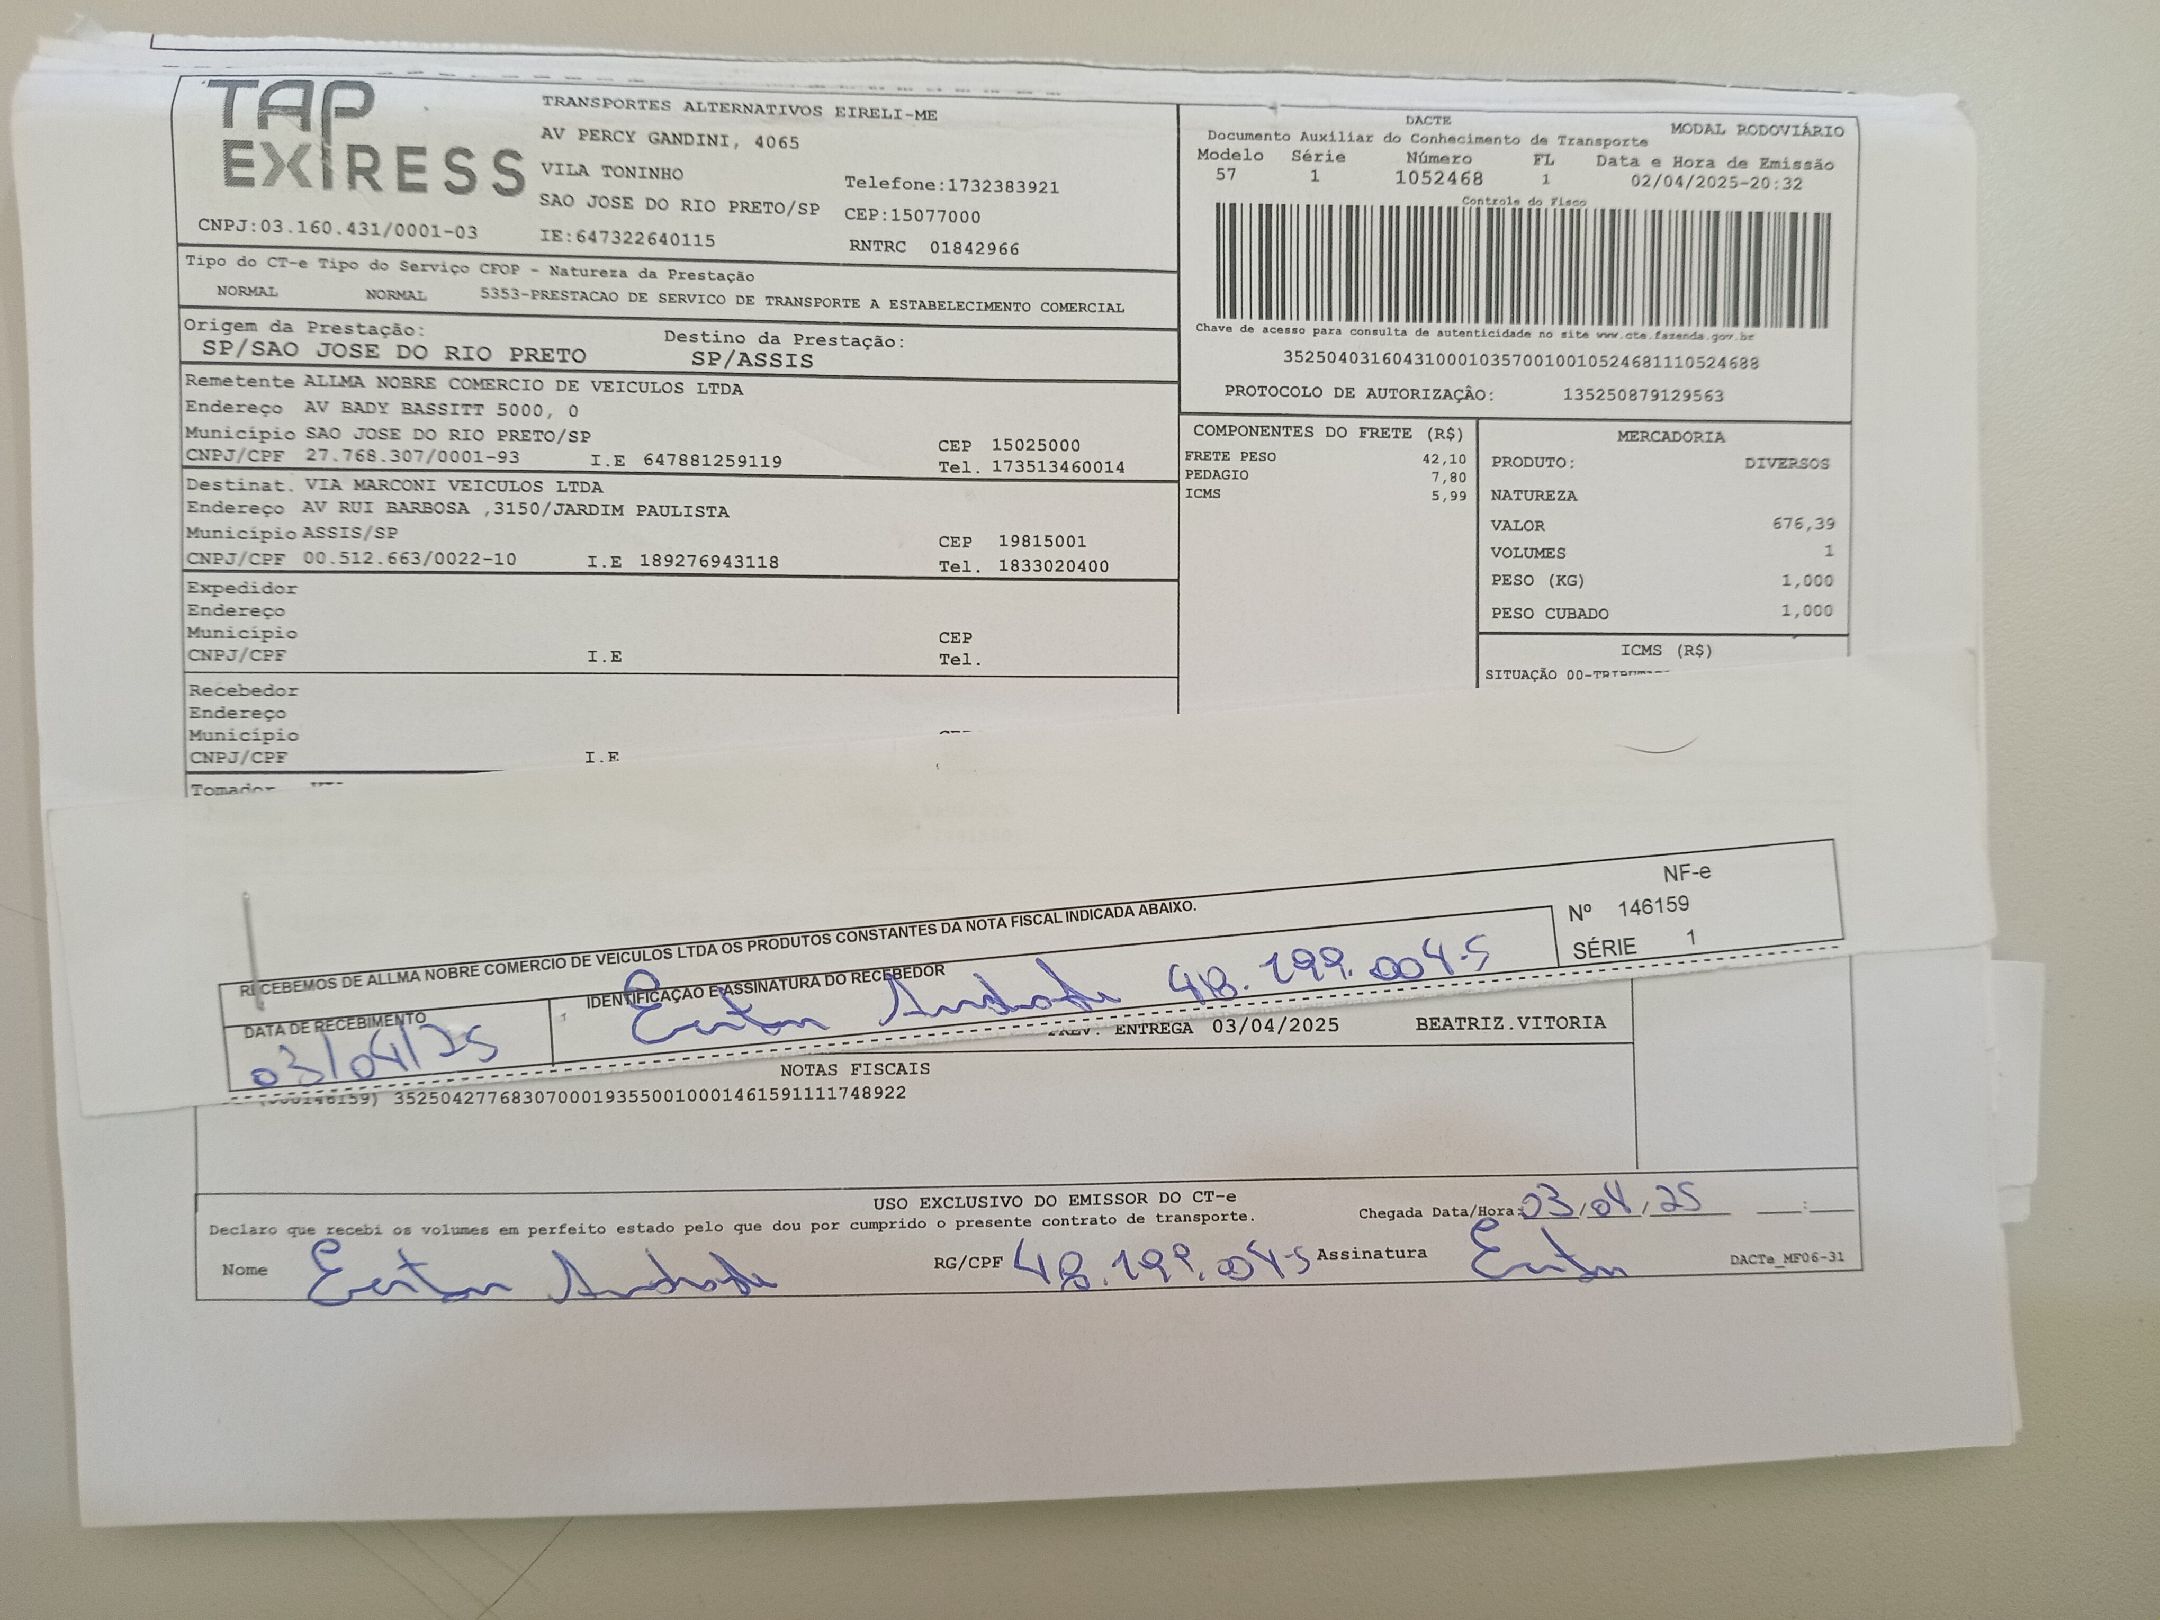 TAP
EXPRESS
TRANSPORTES ALTERNATIVOS EIRELI-ME
AV PERCY GANDINI, 4065
VILA TONINHO
Telefone:1732383921
SAO JOSE DO RIO PRETO/SP CEP:15077000
CNPJ:03.160.431/0001-03 IE:647322640115 RNTRC 01842966
DACTE
Documento Auxiliar do Conhecimento de Transporte
MODAL RODOVIÁRIO
Modelo Série Número FL Data e Hora de Emissão
57 1 1052468 1 02/04/2025-20:32
Controle do Fisco
Chave de acesso para consulta de autenticidade no site www.cte.fazenda.gov.br
35250403160431000103570010010524681110524688
PROTOCOLO DE AUTORIZAÇÂO: 135250879129563
Tipo do CT-e Tipo do Serviço CFOP - Natureza da Prestação
NORMAL NORMAL 5353-PRESTACAO DE SERVICO DE TRANSPORTE A ESTABELECIMENTO COMERCIAL
Origem da Prestação: Destino da Prestação:
SP/SAO JOSE DO RIO PRETO SP/ASSIS
Remetente ALLMA NOBRE COMERCIO DE VEICULOS LTDA
Endereço AV BADY BASSITT 5000, 0
Município SAO JOSE DO RIO PRETO/SP CEP 15025000
CNPJ/CPF 27.768.307/0001-93 I.E 647881259119 Tel. 173513460014
Destinat. VIA MARCONI VEICULOS LTDA
Endereço AV RUI BARBOSA ,3150/JARDIM PAULISTA
Município ASSIS/SP CEP 19815001
CNPJ/CPF 00.512.663/0022-10 I.E 189276943118 Tel. 1833020400
Expedidor
Endereço
Município CEP
CNPJ/CPF I.E Tel.
Recebedor
Endereço
Município
CNPJ/CPF I.E
Tomador
COMPONENTES DO FRETE (R$)
FRETE PESO 42,10
PEDAGIO 7,80
ICMS 5,99
MERCADORIA
PRODUTO: DIVERSOS
NATUREZA
VALOR 676,39
VOLUMES 1
PESO (KG) 1,000
PESO CUBADO 1,000
ICMS (R$)
SITUAÇÃO 00-
RECEBEMOS DE ALLMA NOBRE COMERCIO DE VEICULOS LTDA OS PRODUTOS CONSTANTES DA NOTA FISCAL INDICADA ABAIXO.
NF-e
Nº 146159
SÉRIE 1
DATA DE RECEBIMENTO
03/04/25
IDENTIFICAÇÃO E ASSINATURA DO RECEBEDOR
Everton Andrade 48.199.004-5
PREV. ENTREGA 03/04/2025 BEATRIZ.VITORIA
NOTAS FISCAIS
(000146159) 35250427768307000193550010001461591111748922
USO EXCLUSIVO DO EMISSOR DO CT-e
Declaro que recebi os volumes em perfeito estado pelo que dou por cumprido o presente contrato de transporte.
Chegada Data/Hora: 03/04/25 :
Nome Everton Andrade RG/CPF 48.199.004-5 Assinatura Everton
DACTe_MF06-31